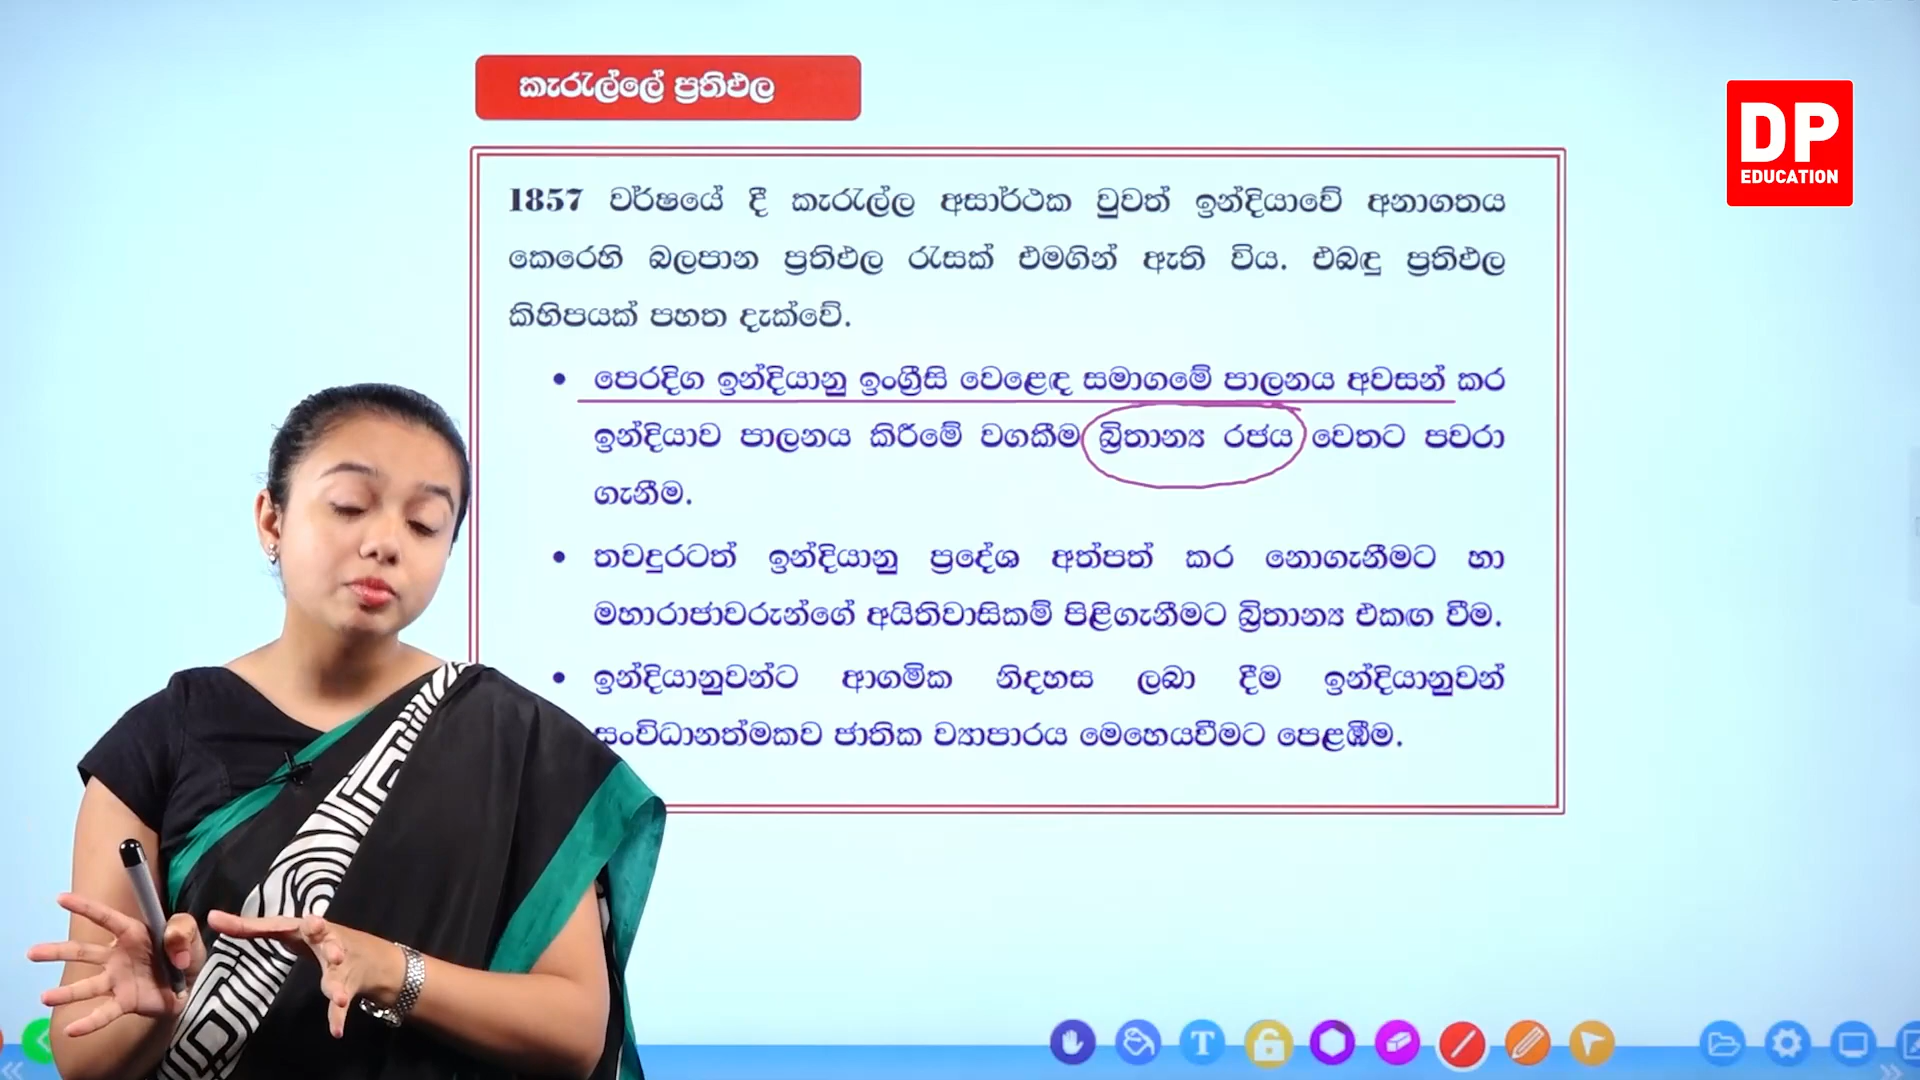 කැරැල්ලේ ප්‍රතිඵල
DP
EDUCATION
1857 වර්ෂයේ දී කැරැල්ල අසාර්ථක වුවත් ඉන්දියාවේ අනාගතය
කෙරෙහි බලපාන ප්‍රතිඵල රැසක් එමගින් ඇති විය. එබඳු ප්‍රතිඵල
කිහිපයක් පහත දැක්වේ.
• පෙරදිග ඉන්දියානු ඉංග්‍රීසි වෙළෙඳ සමාගමේ පාලනය අවසන් කර
ඉන්දියාව පාලනය කිරීමේ වගකීම බ්‍රිතාන්‍ය රජය වෙතට පවරා
ගැනීම.
• තවදුරටත් ඉන්දියානු ප්‍රදේශ අත්පත් කර නොගැනීමට හා
මහාරාජාවරුන්ගේ අයිතිවාසිකම් පිළිගැනීමට බ්‍රිතාන්‍ය එකඟ වීම.
• ඉන්දියානුවන්ට ආගමික නිදහස ලබා දීම ඉන්දියානුවන්
සංවිධානත්මකව ජාතික ව්‍යාපාරය මෙහෙයවීමට පෙළඹීම.
T